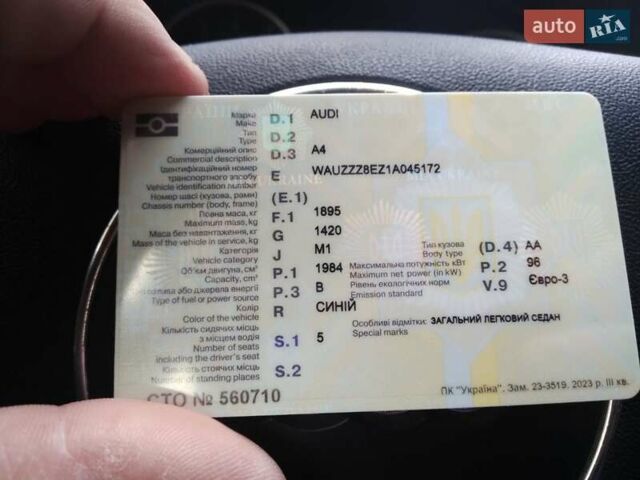 auto RIA .com
Марка D.1 AUDI
Make
Тип D.2
Type
Комерційний опис D.3 A4
Commercial description
Ідентифікаційний номер E WAUZZZ8EZ1A045172
транспортного засобу
Vehicle identification number
Номер шасі (кузова, рами) (E.1)
Chassis number (body, frame)
Повна маса, кг F.1 1895
Maximum mass, kg
Маса без навантаження, кг G 1420
Mass of the vehicle in service, kg
Категорія J M1 Тип кузова (D.4) AA
Vehicle category Body type
Об'єм двигуна, см³ P.1 1984 Максимальна потужність кВт P.2 96
Capacity, cm³ Maximum net power (in kW)
палива або джерела енергії P.3 B Рівень екологічних норм V.9 Євро-3
Type of fuel or power source Emission standard
Колір R СИНІЙ
Color of the vehicle
Кількість сидячих місць S.1 5 Особливі відмітки: ЗАГАЛЬНИЙ ЛЕГКОВИЙ СЕДАН
з місцем водія Special marks
Number of seats
including the driver's seat
Кількість стоячих місць S.2
Number of standing places
СТО № 560710
ПК "Україна". Зам. 23-3519. 2023 р. III кв.